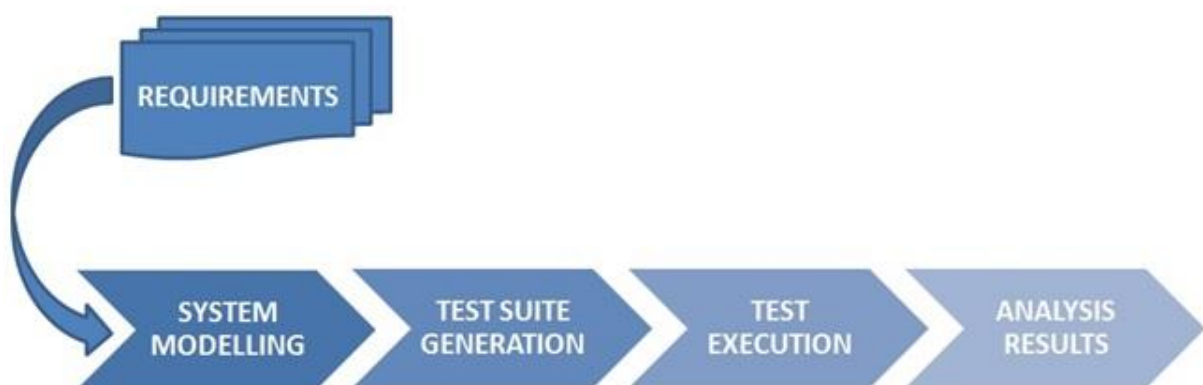 REQUIREMENTS
SYSTEM
MODELLING
TEST SUITE
GENERATION
TEST
EXECUTION
ANALYSIS
RESULTS